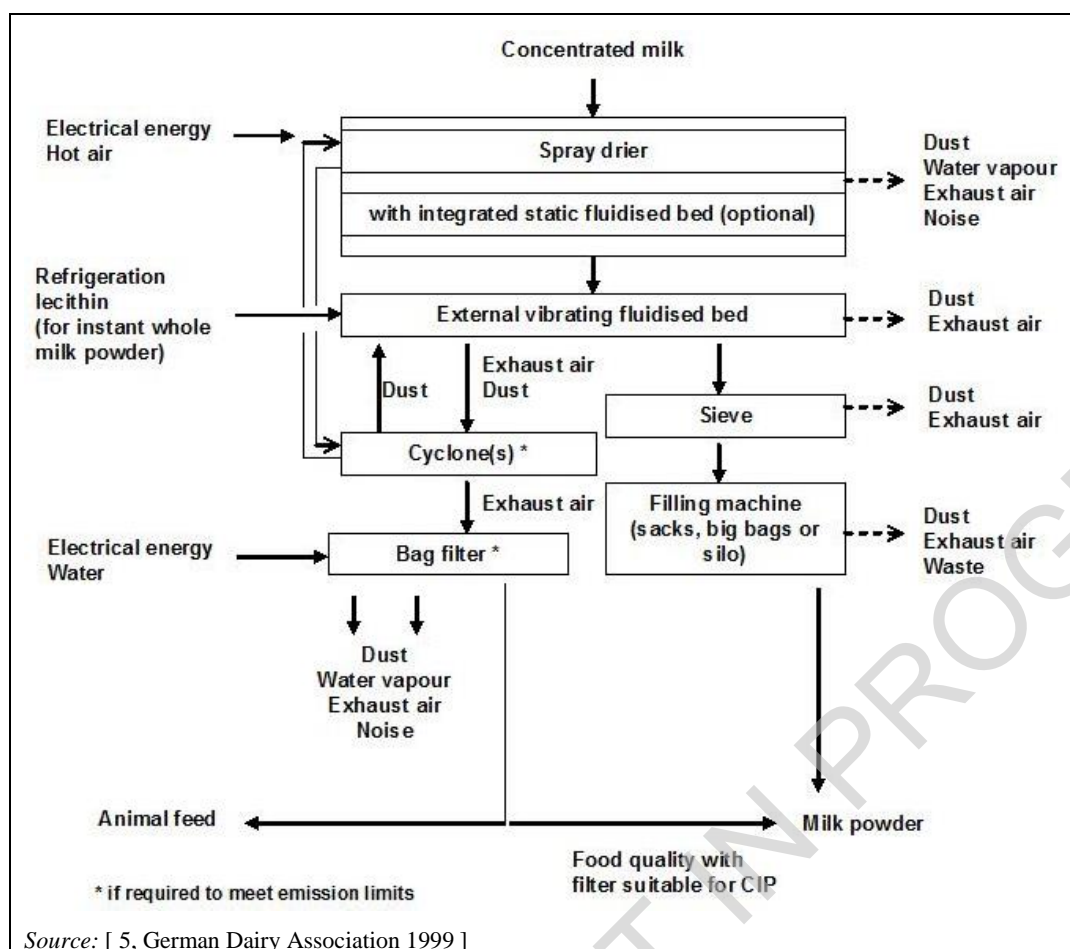 Concentrated milk
Electrical energy
Hot air
Spray drier
with integrated static fluidised bed (optional)
Dust
Water vapour
Exhaust air
Noise
Refrigeration
lecithin
(for instant whole
milk powder)
External vibrating fluidised bed
Dust
Exhaust air
Dust
Exhaust air
Dust
Sieve
Dust
Exhaust air
Cyclone(s) *
Exhaust air
Filling machine
(sacks, big bags or
silo)
Dust
Exhaust air
Waste
Electrical energy
Water
Bag filter *
Dust
Water vapour
Exhaust air
Noise
Animal feed
Milk powder
Food quality with
filter suitable for CIP
* if required to meet emission limits
Source: [ 5, German Dairy Association 1999 ]
IN PROG